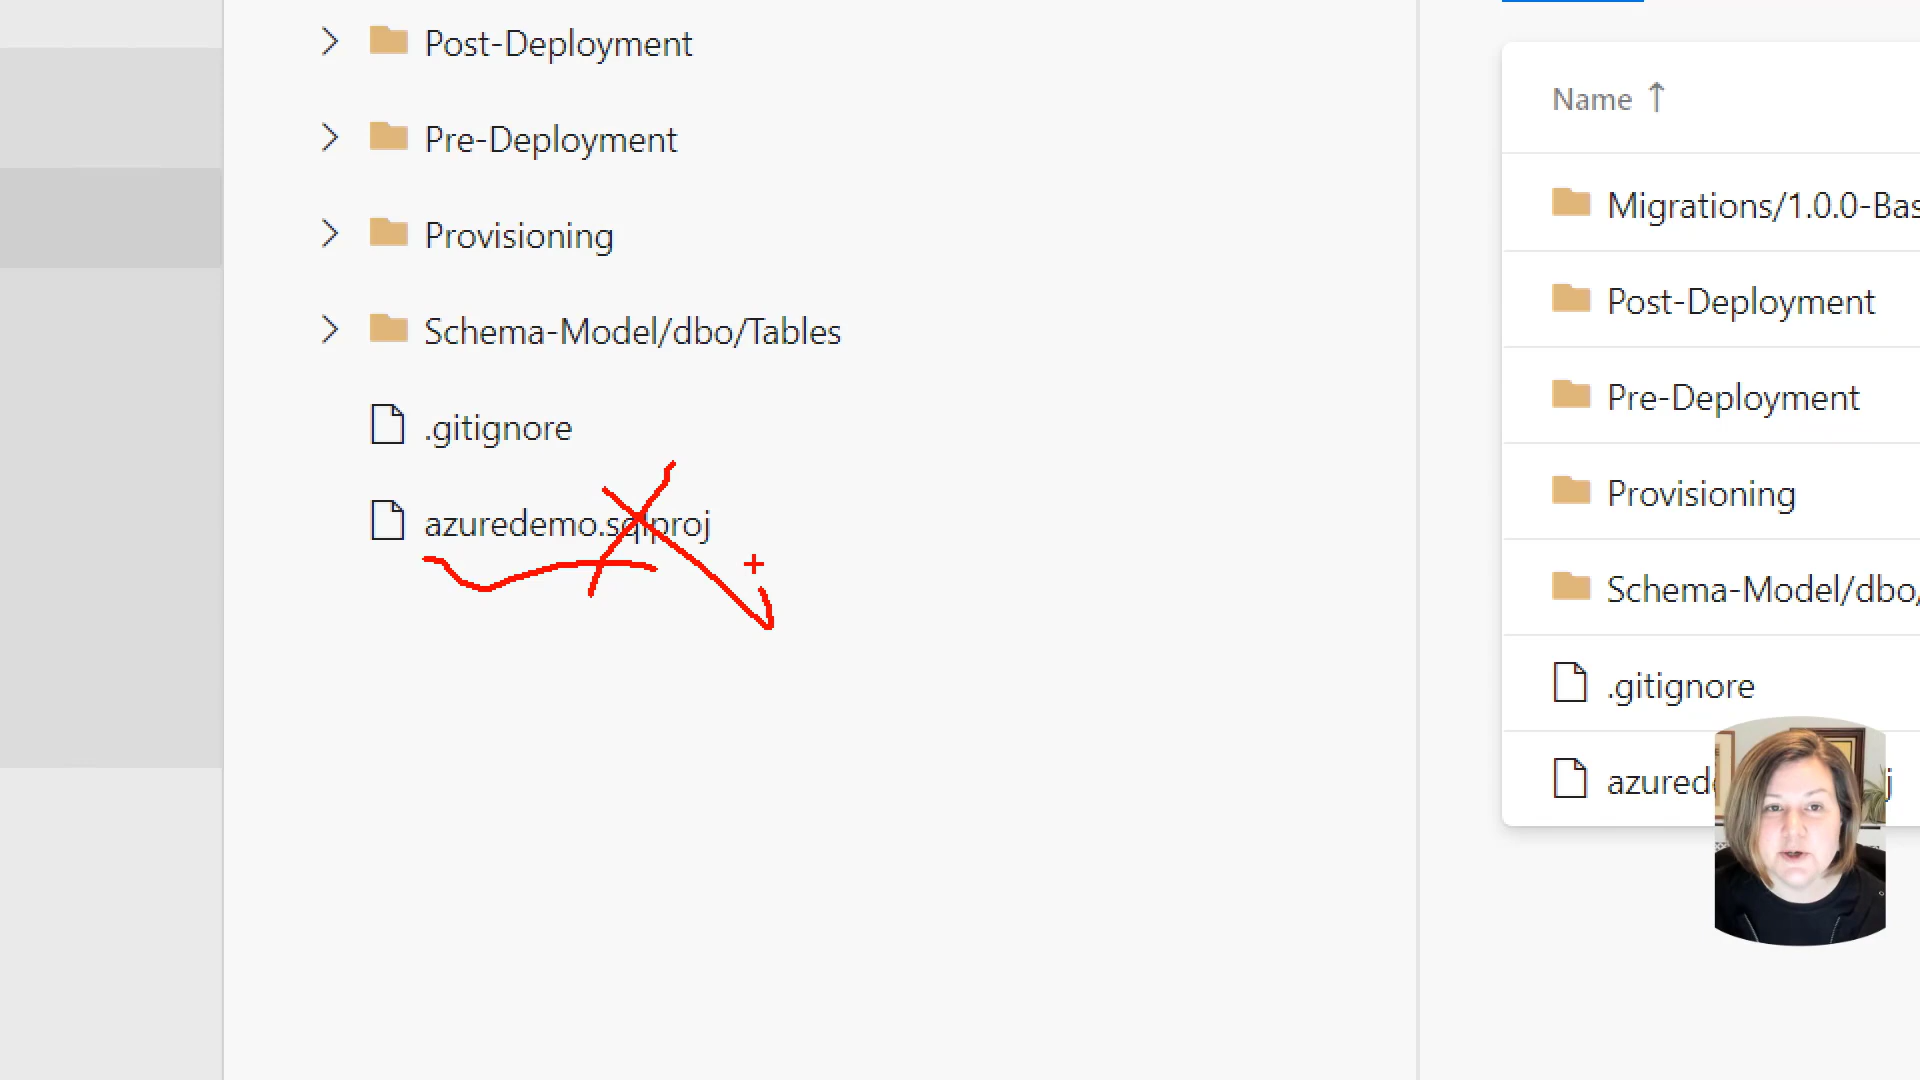 Post-Deployment
Pre-Deployment
Provisioning
Schema-Model/dbo/Tables
.gitignore
azuredemo.sqlproj
Name ↑
Migrations/1.0.0-Bas
Post-Deployment
Pre-Deployment
Provisioning
Schema-Model/dbo/
.gitignore